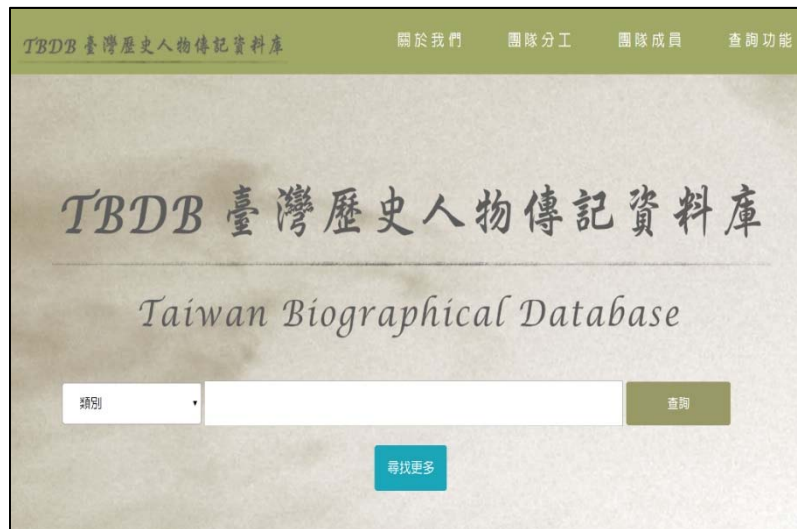 TBDB 臺灣歷史人物傳記資料庫
關於我們 團隊分工 團隊成員 查詢功能
TBDB 臺灣歷史人物傳記資料庫
Taiwan Biographical Database
類別
查詢
尋找更多